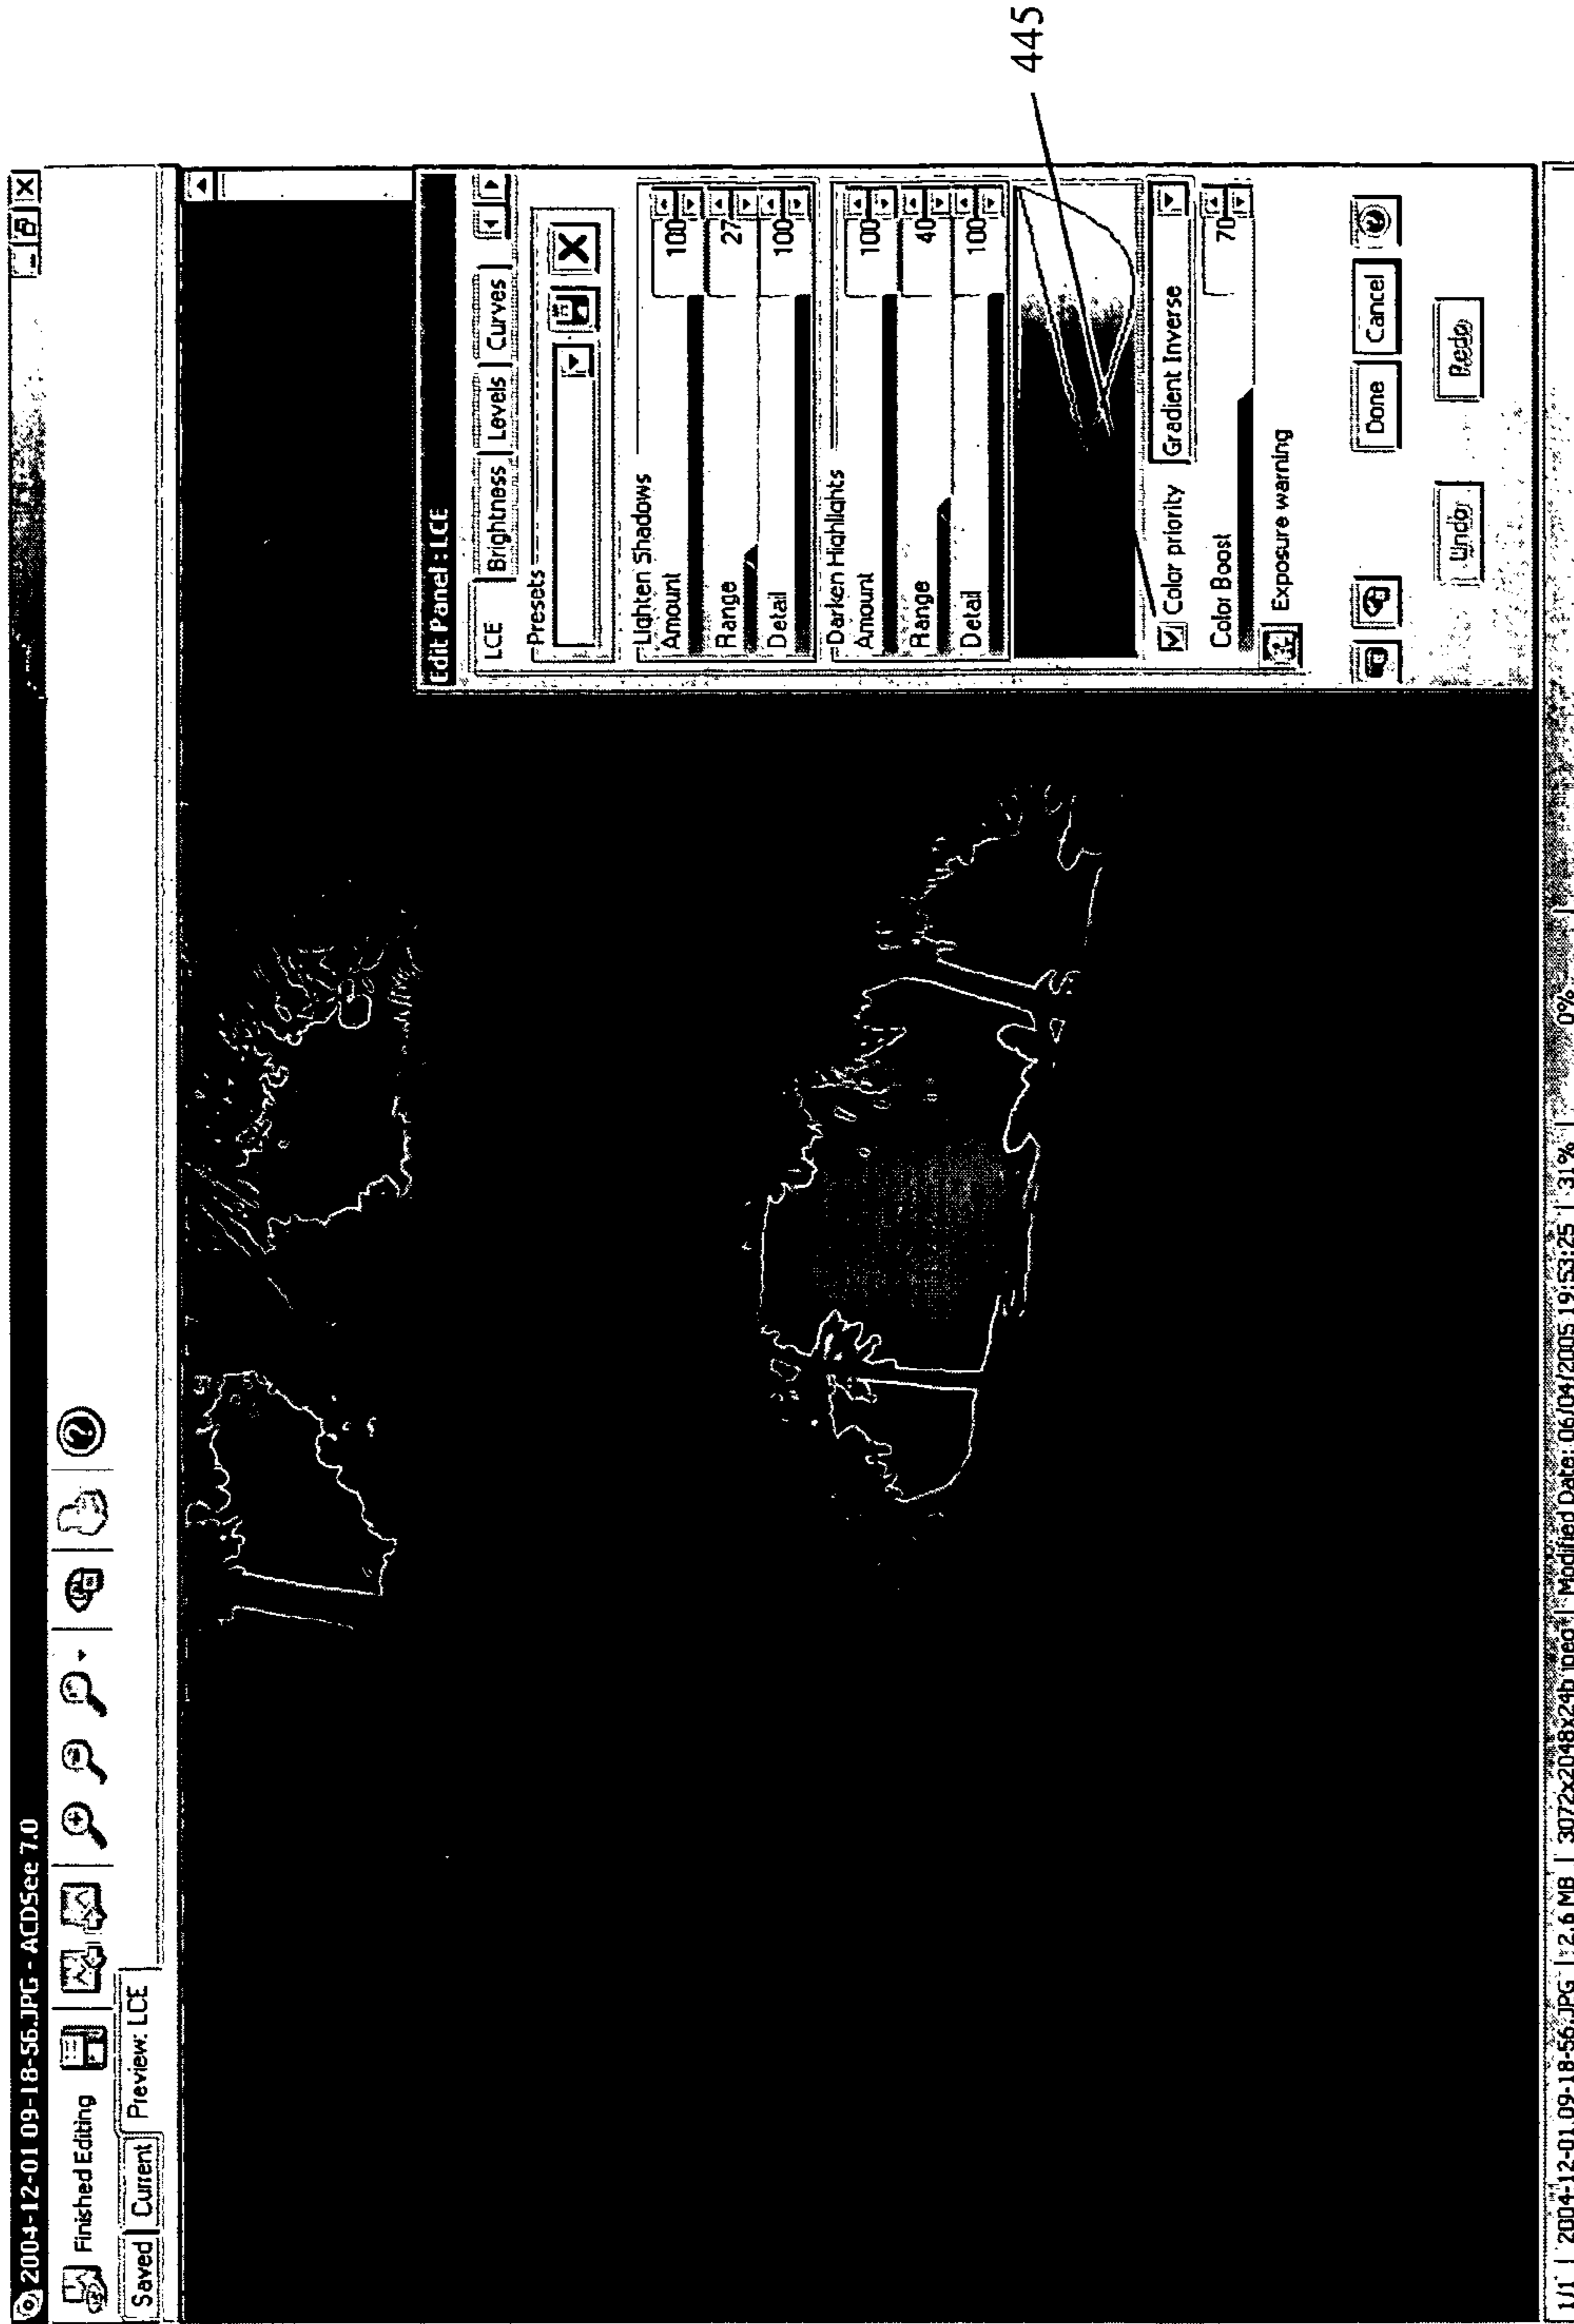 2004-12-01 09-18-56.JPG - ACDSee 7.0
Finished Editing
Saved Current Preview: LCE
Edit Panel: LCE
LCE Brightness Levels Curves
Presets
Lighten Shadows
Amount 100
Range 27
Detail 100
Darken Highlights
Amount 100
Range 40
Detail 100
Color priority Gradient Inverse
445
Color Boost 70
Exposure warning
Done Cancel
Undo Redo
1/1 2004-12-01 09-18-56.JPG 2.6 MB 3072x2048x24b jpeg Modified Date: 06/04/2005 19:53:25 31% 0%